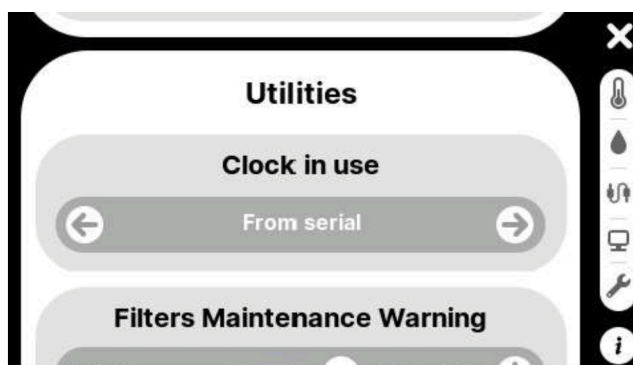 Utilities
Clock in use
From serial
Filters Maintenance Warning
i